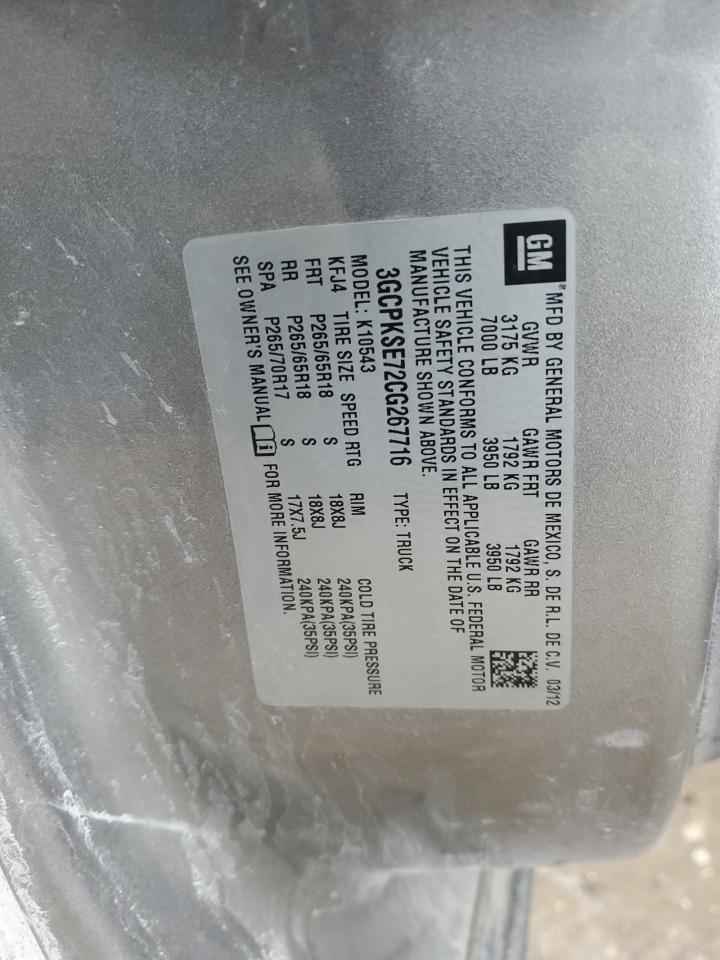 GM
® MFD BY GENERAL MOTORS DE MEXICO, S. DE R.L. DE C.V. 03/12
GVWR GAWR FRT GAWR RR
3175 KG 1792 KG 1792 KG
7000 LB 3950 LB 3950 LB
THIS VEHICLE CONFORMS TO ALL APPLICABLE U.S. FEDERAL MOTOR
VEHICLE SAFETY STANDARDS IN EFFECT ON THE DATE OF
MANUFACTURE SHOWN ABOVE.
3GCPKSE72CG267716 TYPE: TRUCK
MODEL: K10543
KFJ4 TIRE SIZE SPEED RTG RIM COLD TIRE PRESSURE
FRT P265/65R18 S 18X8J 240KPA(35PSI)
RR P265/65R18 S 18X8J 240KPA(35PSI)
SPA P265/70R17 S 17X7.5J 240KPA(35PSI)
SEE OWNER'S MANUAL i FOR MORE INFORMATION.